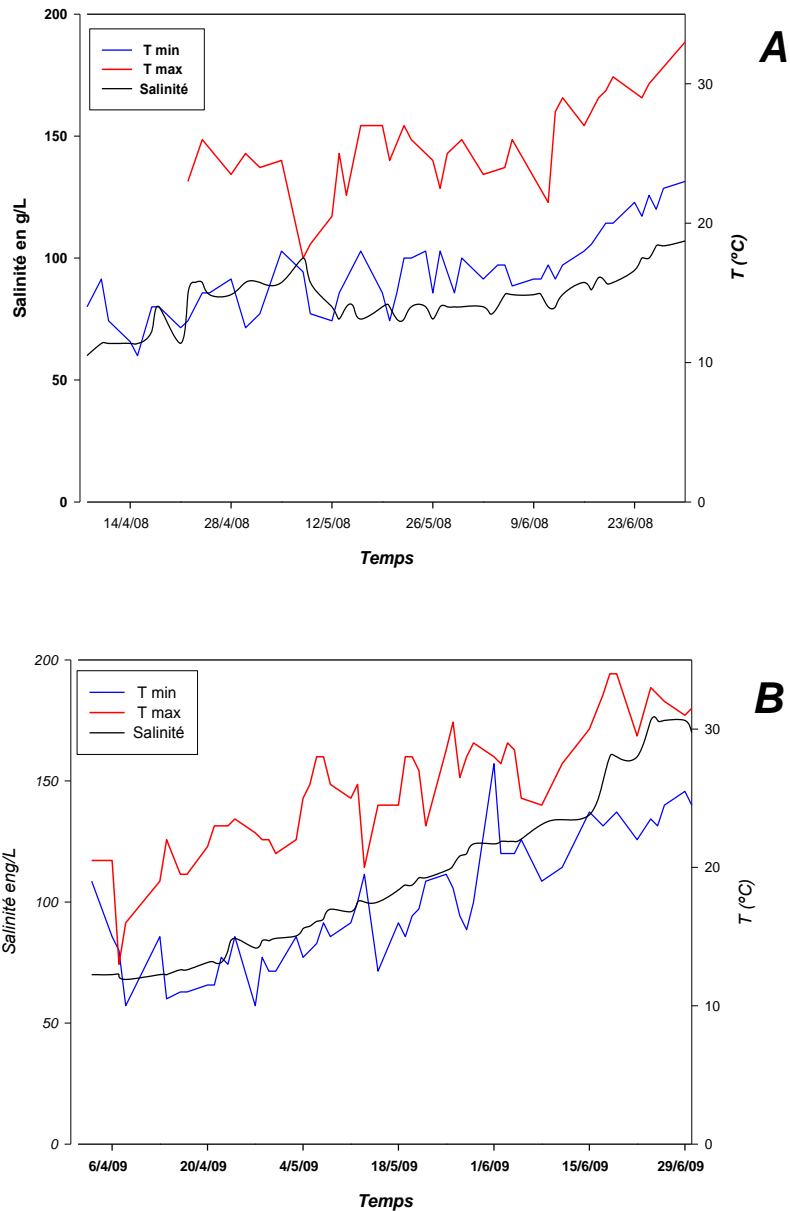 A
T min
T max
Salinité
200
150
100
50
0
Salinité en g/L
30
20
10
0
T (°C)
14/4/08 28/4/08 12/5/08 26/5/08 9/6/08 23/6/08
Temps
B
T min
T max
Salinité
200
150
100
50
0
Salinité eng/L
30
20
10
0
T (°C)
6/4/09 20/4/09 4/5/09 18/5/09 1/6/09 15/6/09 29/6/09
Temps